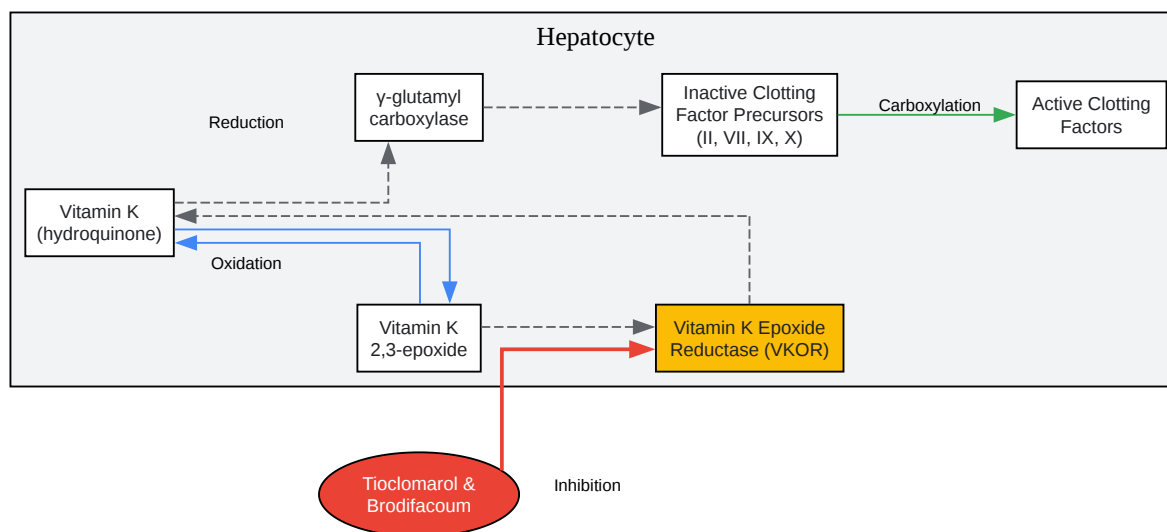 Hepatocyte
γ-glutamyl
carboxylase
Inactive Clotting
Factor Precursors
(II, VII, IX, X)
Carboxylation
Active Clotting
Factors
Reduction
Vitamin K
(hydroquinone)
Oxidation
Vitamin K
2,3-epoxide
Vitamin K Epoxide
Reductase (VKOR)
Tioclomarol &
Brodifacoum
Inhibition